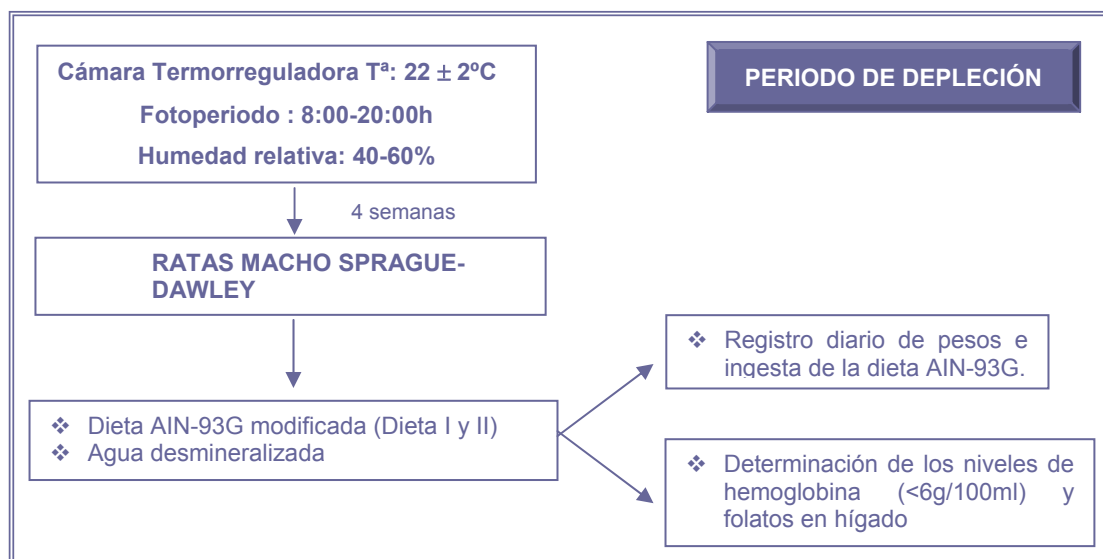 Cámara Termorreguladora Tª: 22 ± 2ºC
Fotoperiodo : 8:00-20:00h
Humedad relativa: 40-60%
PERIODO DE DEPLECIÓN
4 semanas
RATAS MACHO SPRAGUE-
DAWLEY
❖ Registro diario de pesos e
ingesta de la dieta AIN-93G.
❖ Dieta AIN-93G modificada (Dieta I y II)
❖ Agua desmineralizada
❖ Determinación de los niveles de
hemoglobina (<6g/100ml) y
folatos en hígado